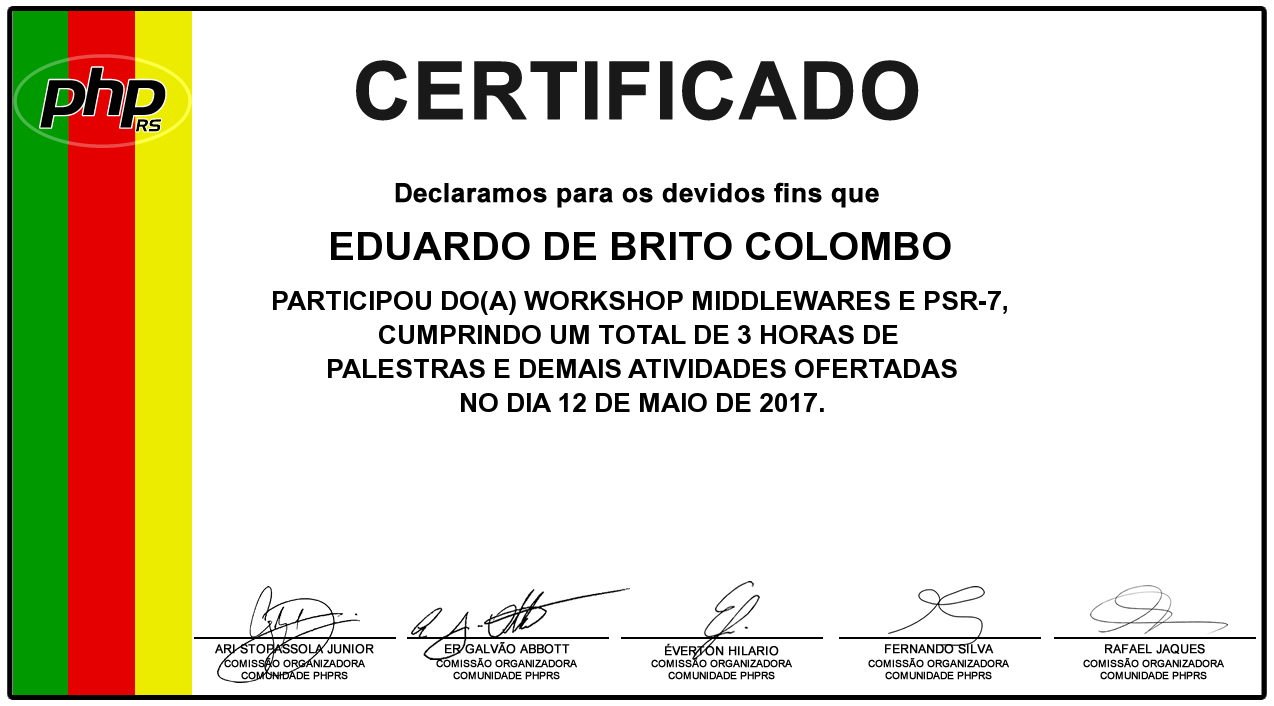 php
RS
CERTIFICADO
Declaramos para os devidos fins que
EDUARDO DE BRITO COLOMBO
PARTICIPOU DO(A) WORKSHOP MIDDLEWARES E PSR-7,
CUMPRINDO UM TOTAL DE 3 HORAS DE
PALESTRAS E DEMAIS ATIVIDADES OFERTADAS
NO DIA 12 DE MAIO DE 2017.
ARI STOPASSOLA JUNIOR
COMISSÃO ORGANIZADORA
COMUNIDADE PHPRS
ER GALVÃO ABBOTT
COMISSÃO ORGANIZADORA
COMUNIDADE PHPRS
ÉVERTON HILARIO
COMISSÃO ORGANIZADORA
COMUNIDADE PHPRS
FERNANDO SILVA
COMISSÃO ORGANIZADORA
COMUNIDADE PHPRS
RAFAEL JAQUES
COMISSÃO ORGANIZADORA
COMUNIDADE PHPRS